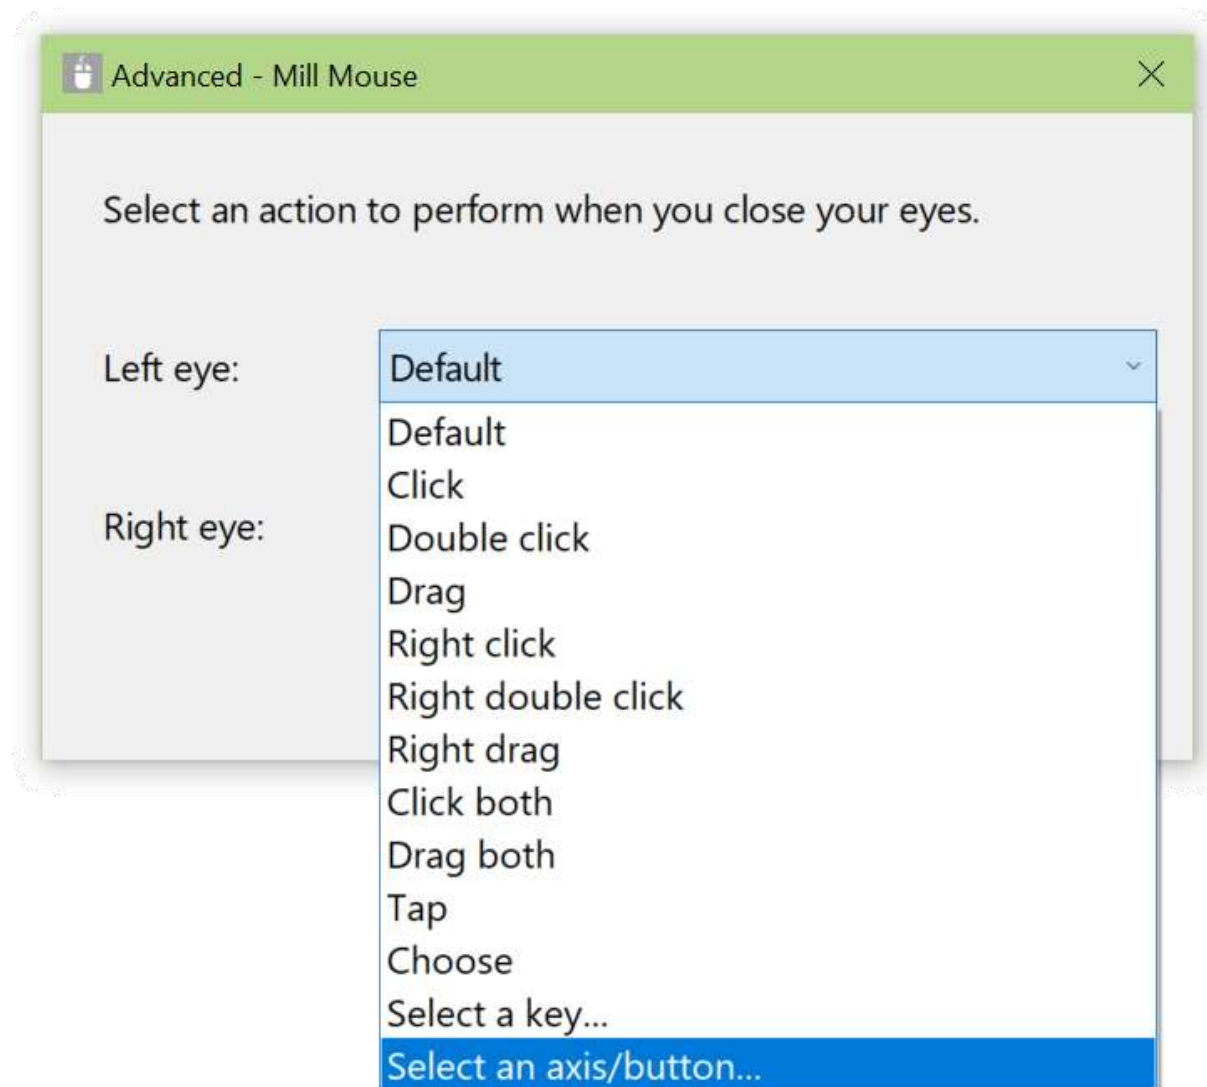 Advanced - Mill Mouse
Select an action to perform when you close your eyes.
Left eye:
Default
Default
Click
Double click
Right eye:
Drag
Right click
Right double click
Right drag
Click both
Drag both
Tap
Choose
Select a key...
Select an axis/button...